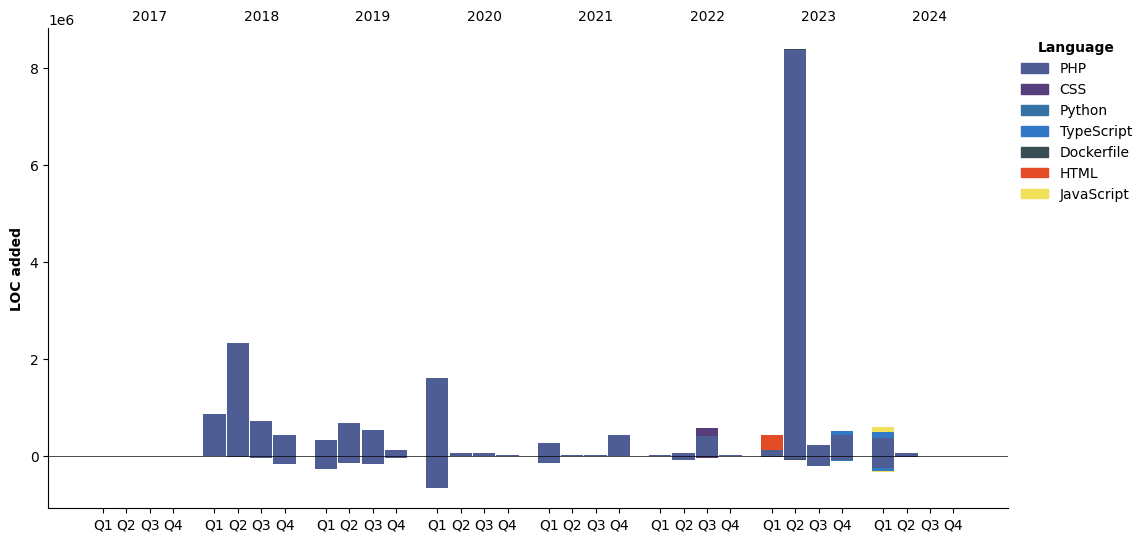 1e6
2017 2018 2019 2020 2021 2022 2023 2024
Language
PHP
CSS
Python
TypeScript
Dockerfile
HTML
JavaScript
8
6
4
2
0
LOC added
Q1 Q2 Q3 Q4 Q1 Q2 Q3 Q4 Q1 Q2 Q3 Q4 Q1 Q2 Q3 Q4 Q1 Q2 Q3 Q4 Q1 Q2 Q3 Q4 Q1 Q2 Q3 Q4 Q1 Q2 Q3 Q4